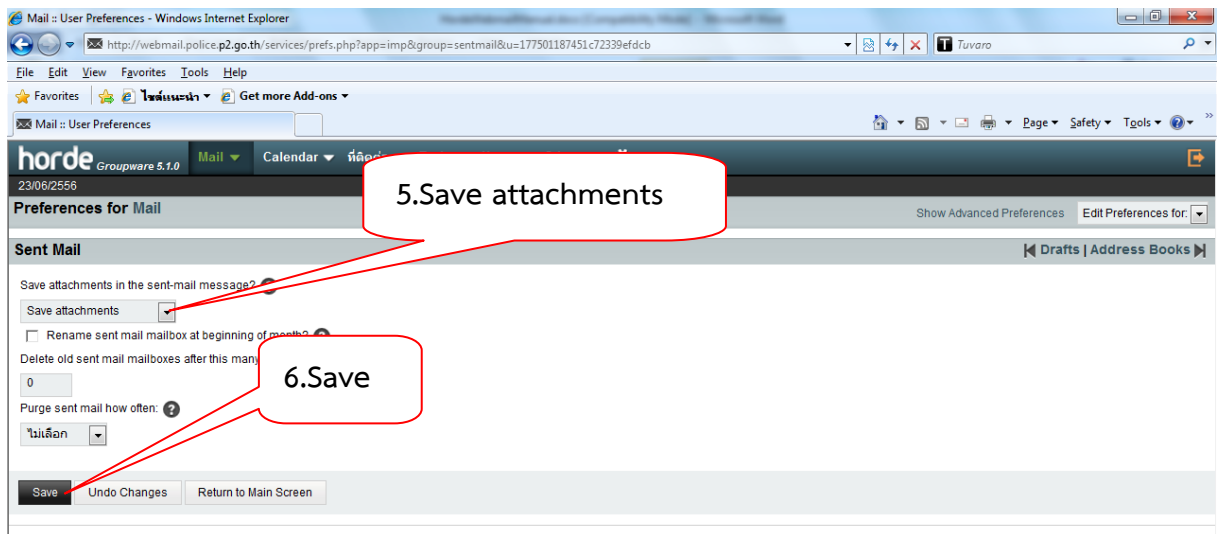 Mail :: User Preferences - Windows Internet Explorer
http://webmail.police.p2.go.th/services/prefs.php?app=imp&group=sentmail&u=177501187451c72339efdcb
Tuvaro
File Edit View Favorites Tools Help
Favorites ไซต์แนะนำ Get more Add-ons
Mail :: User Preferences
Page Safety Tools
horde Groupware 5.1.0 Mail Calendar
23/06/2556
5.Save attachments
Preferences for Mail
Show Advanced Preferences Edit Preferences for:
Sent Mail
Drafts | Address Books
Save attachments in the sent-mail message?
Save attachments
Rename sent mail mailbox at beginning of month?
Delete old sent mail mailboxes after this many
0
6.Save
Purge sent mail how often:
ไม่เลือก
Save Undo Changes Return to Main Screen